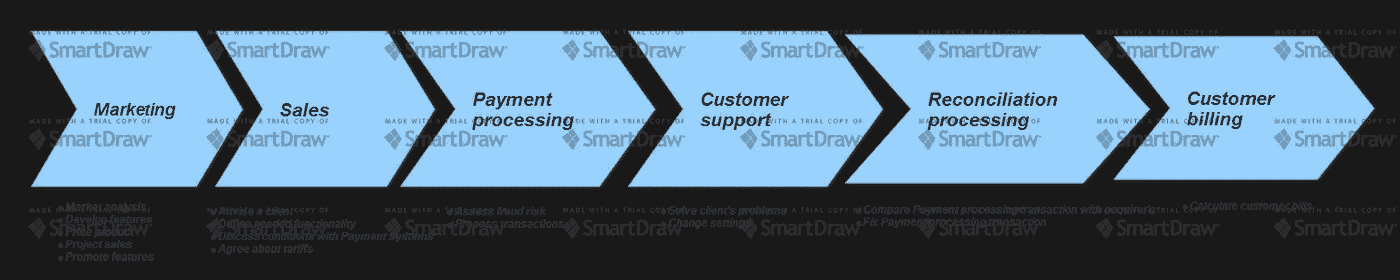 MADE WITH A TRIAL COPY OF
SmartDraw
Marketing
Sales
Payment
processing
Customer
support
Reconciliation
processing
Customer
billing
Market analysis
Develop features
Price product
Project sales
Promote features
Advise a client
Outline needed functionality
Discuss conditions with Payment systems
Agree about tariffs
Assess fraud risk
Process transactions
Solve client's problems
Change settings
Compare Payment processing transaction with acquirer's
Fix Payment processing transaction
Calculate customer bills